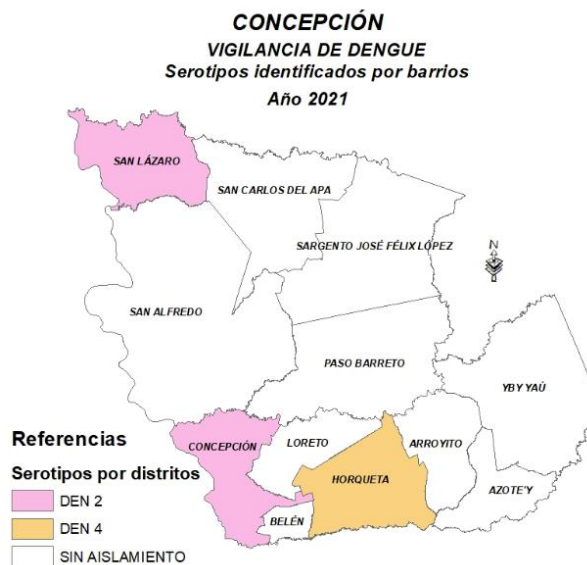 CONCEPCIÓN
VIGILANCIA DE DENGUE
Serotipos identificados por barrios
Año 2021
SAN LÁZARO
SAN CARLOS DEL APA
SARGENTO JOSÉ FÉLIX LÓPEZ
N
SAN ALFREDO
PASO BARRETO
YBY YAÚ
CONCEPCIÓN
LORETO
ARROYITO
HORQUETA
AZOTE'Y
BELÉN
Referencias
Serotipos por distritos
DEN 2
DEN 4
SIN AISLAMIENTO